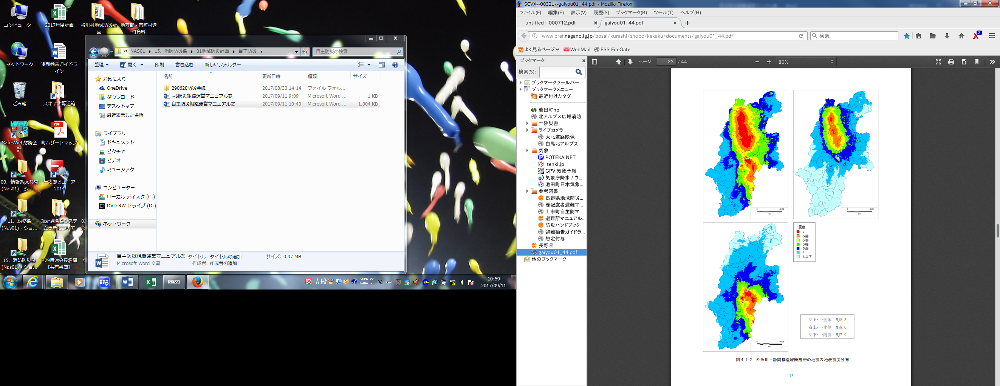 コンピューター
2017年度計画
松川村地域防災計
画
地方部・市町村送
付資料
ネットワーク
避難勧告ガイドラ
イン
ごみ箱
スキャナ転送箱
SafesWeb財務会
計
町ハザードマップ
00．情報系pc共有
(Nas01) - ショ...
一太郎ビューア
2014
11．総務係
(Nas01) - ショ...
統計調査系システ
ム更新について
15．消防防災係
(Nas01) - ショ...
H29自治会長名簿
【共有書庫】
NAS01
15．消防防災係
01地域防災計画
自主防災
自主防災の検索
整理
開く
印刷
書き込む
新しいフォルダー
名前
更新日時
種類
サイズ
290628防災会議 2017/08/30 14:14 ファイル フォル...
~$防災組織運営マニュアル案 2017/09/11 9:09 Microsoft Word ... 1 KB
自主防災組織運営マニュアル案 2017/09/11 10:40 Microsoft Word ... 1,004 KB
お気に入り
OneDrive
ダウンロード
デスクトップ
最近表示した場所
ライブラリ
ドキュメント
ピクチャ
ビデオ
ミュージック
コンピューター
ローカル ディスク (C:)
DVD RW ドライブ (D:)
ネットワーク
自主防災組織運営マニュアル案 タイトル: タイトルの追加 サイズ: 0.97 MB
Microsoft Word 文書 作成者: 作成者の追加
SCVX
A 般
CAPS
KANA
10:59
2017/09/11
SCVX--00321--gaiyou01_44.pdf - Mozilla Firefox
ファイル(F) 編集(E) 表示(V) 履歴(S) ブックマーク(B) ツール(T) ヘルプ(H)
untitled - 000712.pdf
gaiyou01_44.pdf
www.pref.nagano.lg.jp/bosai/kurashi/shobo/kekaku/documents/gaiyou01_44.pdf
検索
2
よく見るページ
WebMail
ESS FileGate
ブックマーク
検索(S):
ページ: 23 / 44
80%
ブックマークツールバー
ブックマークメニュー
最近付けたタグ
池田町hp
北アルプス広域消防
土砂災害
ライブカメラ
大北道路映像
白馬北アルプス
気象
POTEKA NET
tenki.jp
GPV 気象予報
気象庁降水ナウ...
池田町日本気象...
参考図書
長野県地域防災...
要配慮者避難マ...
上市町自主防マ...
避難所マニュアル...
防災ハンドブック
避難勧告ガイドラ...
想定付与
長野県
gaiyou01_44.pdf
他のブックマーク
震度
7
6強
6弱
5強
5弱
4
3以下
左上･･･全体：Mj8.5
右上･･･北側：Mj8.0
左下･･･南側：Mj7.9
図 4.1-2 糸魚川－静岡構造線断層帯の地震の地表震度分布
17